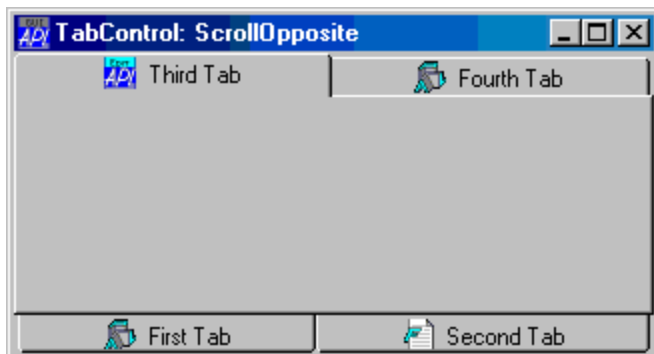 TabControl: ScrollOpposite
Third Tab
Fourth Tab
First Tab
Second Tab